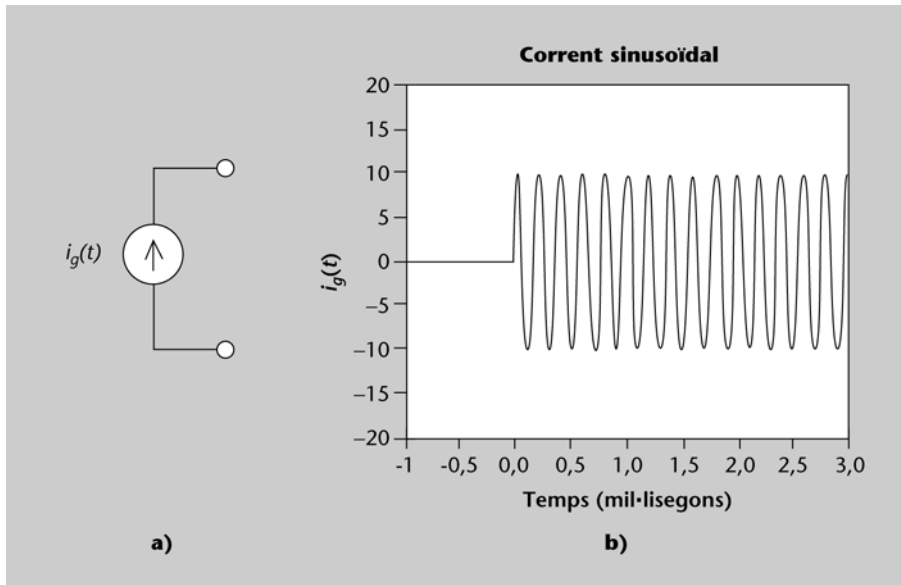 Corrent sinusoïdal
20
15
10
5
0
−5
−10
−15
−20
i_g(t)
i_g(t)
-1 -0,5 0,0 0,5 1,0 1,5 2,0 2,5 3,0
Temps (mil·lisegons)
a) b)